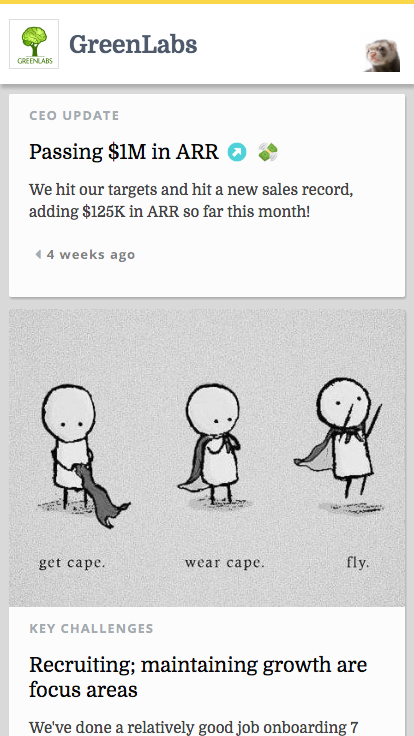 GREENLABS
GreenLabs
CEO UPDATE
Passing $1M in ARR
We hit our targets and hit a new sales record,
adding $125K in ARR so far this month!
4 weeks ago
get cape.
wear cape.
fly.
KEY CHALLENGES
Recruiting; maintaining growth are
focus areas
We've done a relatively good job onboarding 7